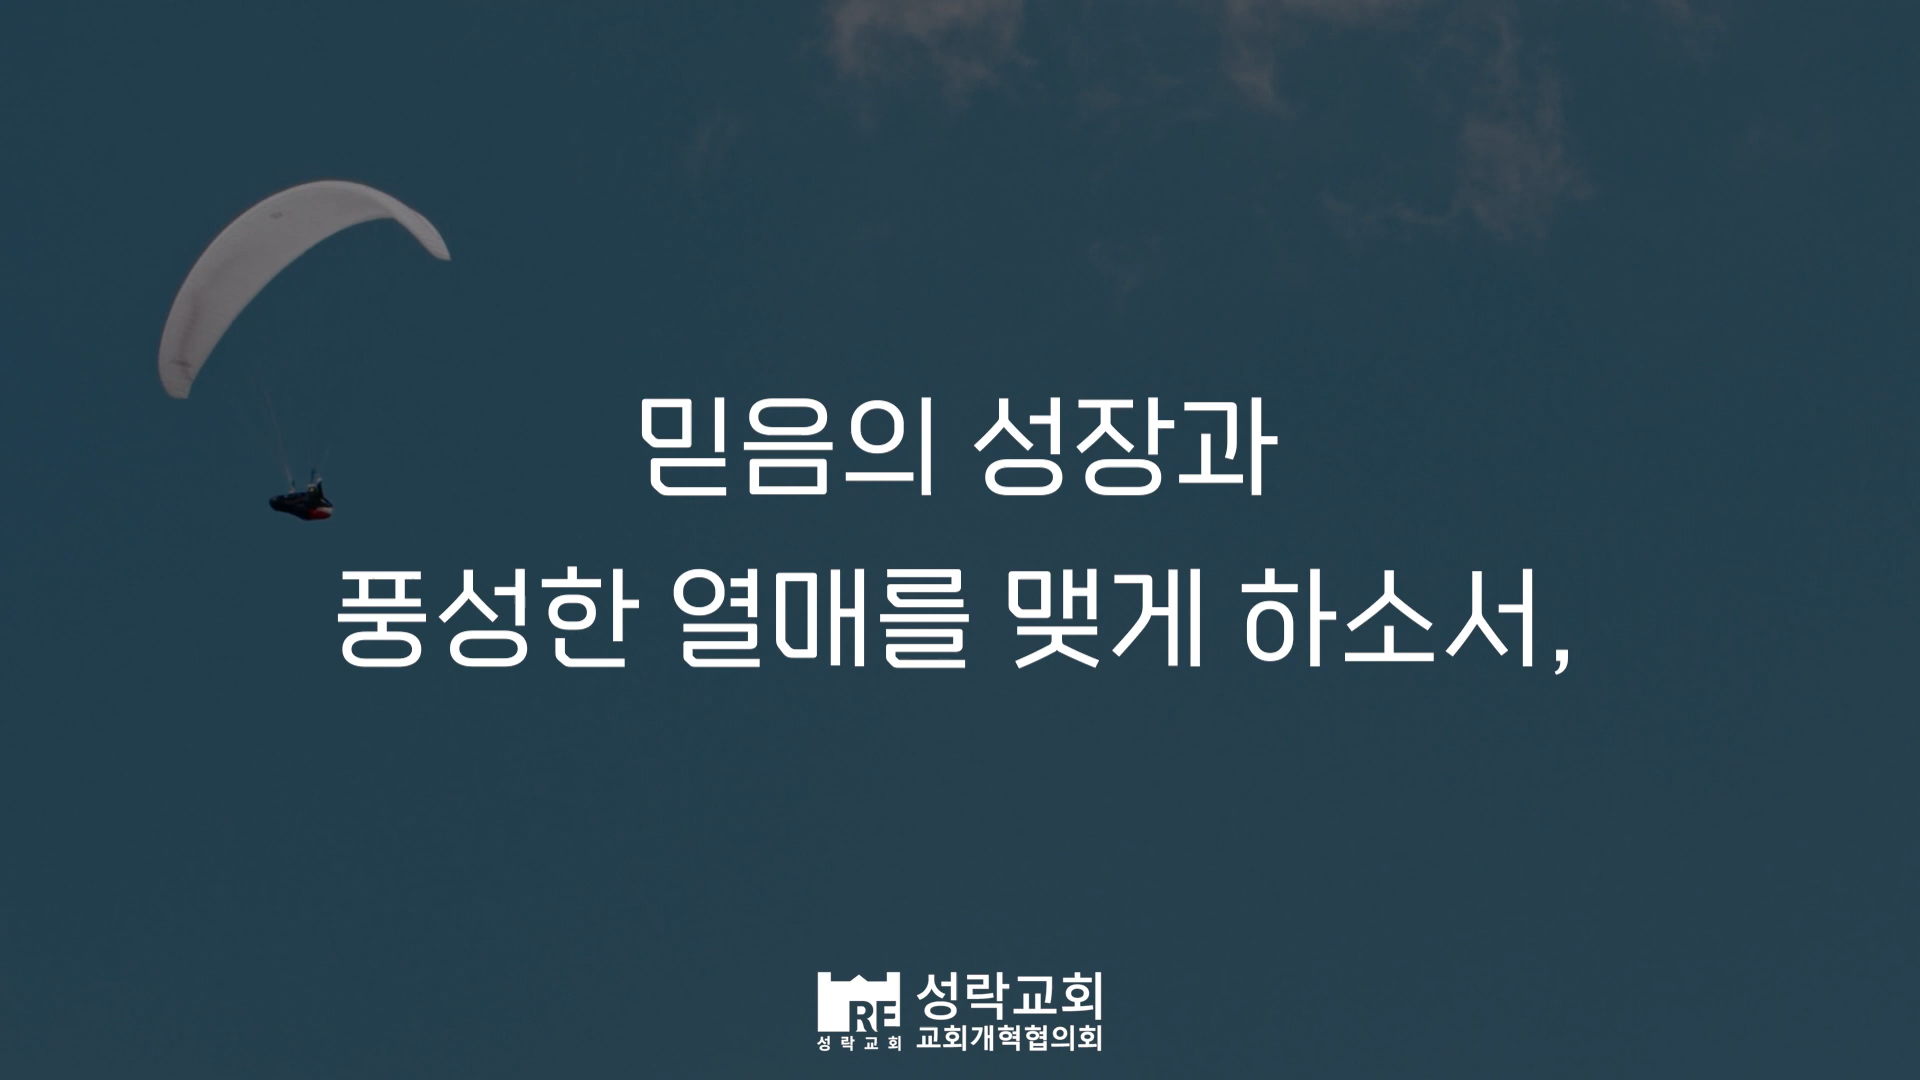 믿음의 성장과
풍성한 열매를 맺게 하소서,
RE
성락교회
성락교회
교회개혁협의회